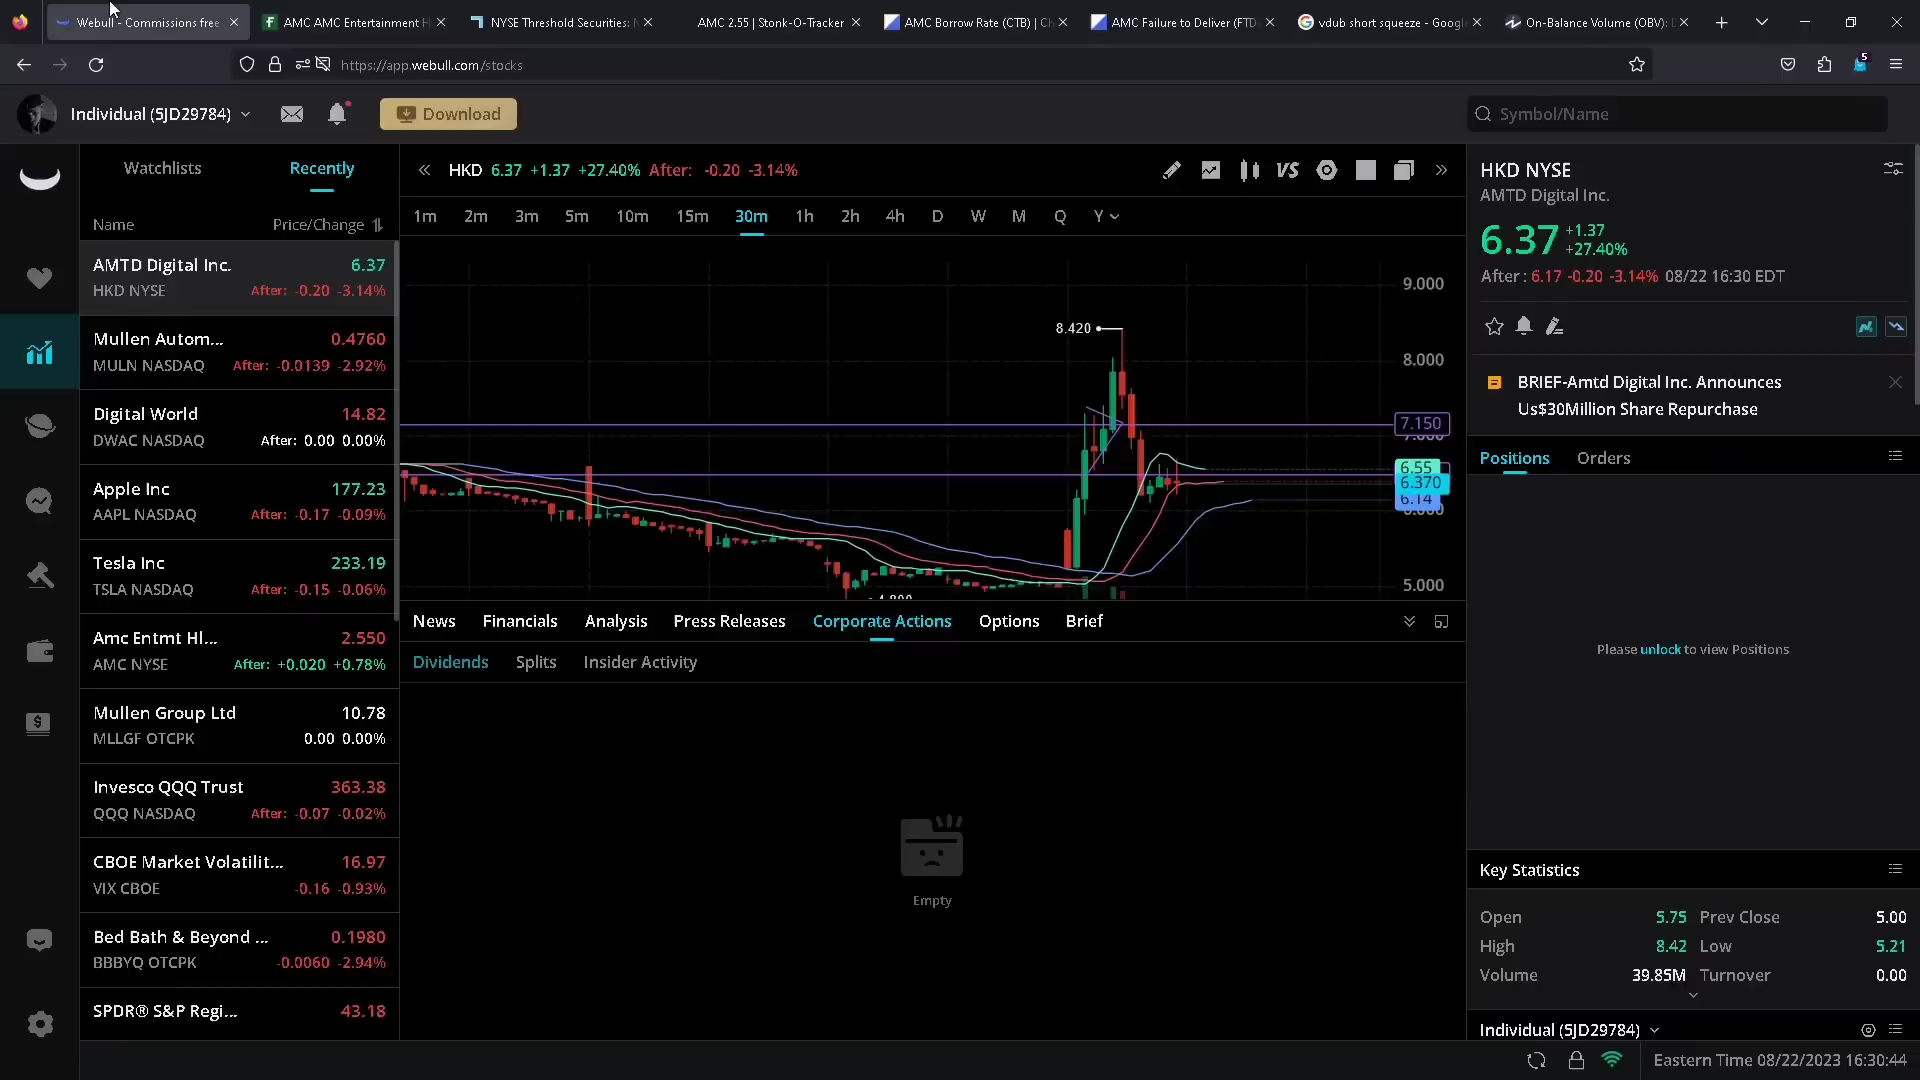 Webull - Commissions free
AMC AMC Entertainment H
NYSE Threshold Securities: N
AMC 2.55 | Stonk-O-Tracker
AMC Borrow Rate (CTB) | Ch
AMC Failure to Deliver (FTD
vdub short squeeze - Google
On-Balance Volume (OBV): D
https://app.webull.com/stocks
5
Individual (5JD29784)
Download
Symbol/Name
Watchlists
Recently
Name
Price/Change
AMTD Digital Inc.
6.37
HKD NYSE
After: -0.20 -3.14%
Mullen Autom...
0.4760
MULN NASDAQ
After: -0.0139 -2.92%
Digital World
14.82
DWAC NASDAQ
After: 0.00 0.00%
Apple Inc
177.23
AAPL NASDAQ
After: -0.17 -0.09%
Tesla Inc
233.19
TSLA NASDAQ
After: -0.15 -0.06%
Amc Entmt Hl...
2.550
AMC NYSE
After: +0.020 +0.78%
Mullen Group Ltd
10.78
MLLGF OTCPK
0.00 0.00%
Invesco QQQ Trust
363.38
QQQ NASDAQ
After: -0.07 -0.02%
CBOE Market Volatilit...
16.97
VIX CBOE
-0.16 -0.93%
Bed Bath & Beyond ...
0.1980
BBBYQ OTCPK
-0.0060 -2.94%
SPDR® S&P Regi...
43.18
HKD 6.37 +1.37 +27.40% After: -0.20 -3.14%
VS
1m 2m 3m 5m 10m 15m 30m 1h 2h 4h D W M Q Y
9.000
8.420
8.000
7.150
7.000
6.55
6.370
6.14
6.000
5.000
4.800
News Financials Analysis Press Releases Corporate Actions Options Brief
Dividends Splits Insider Activity
Empty
HKD NYSE
AMTD Digital Inc.
6.37
+1.37
+27.40%
After : 6.17 -0.20 -3.14% 08/22 16:30 EDT
BRIEF-Amtd Digital Inc. Announces
Us$30Million Share Repurchase
Positions Orders
Please unlock to view Positions
Key Statistics
Open 5.75 Prev Close 5.00
High 8.42 Low 5.21
Volume 39.85M Turnover 0.00
Individual (5JD29784)
Eastern Time 08/22/2023 16:30:44